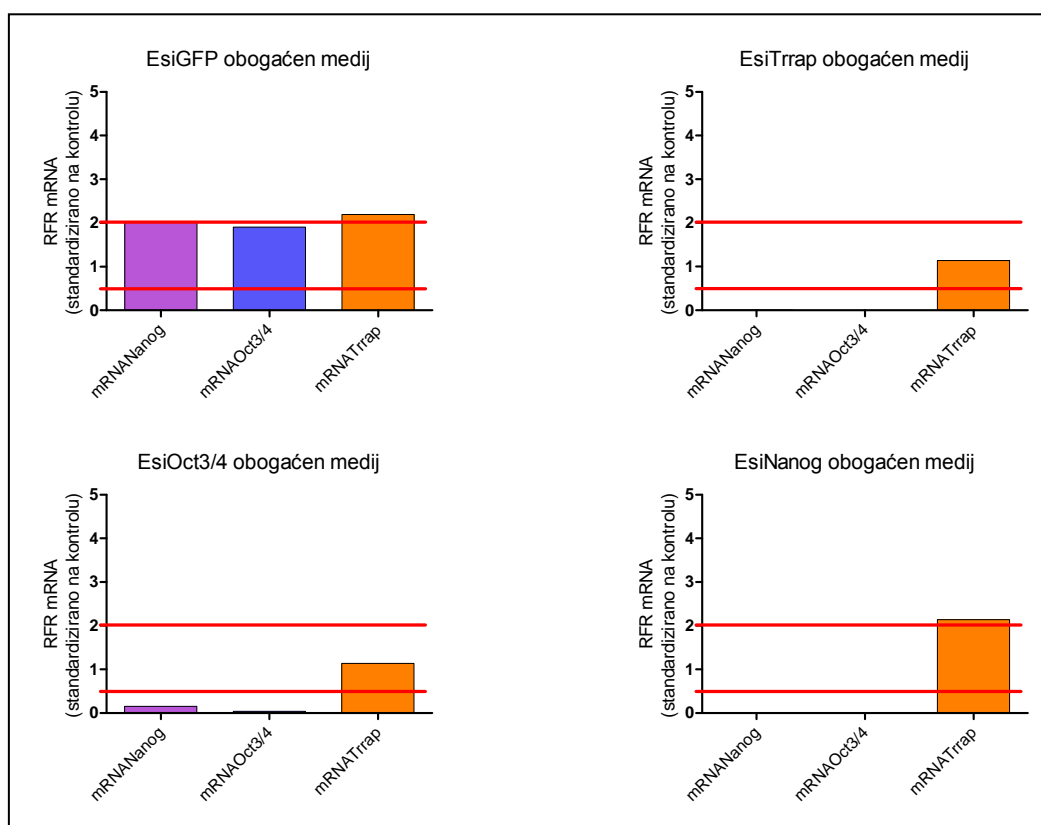 EsiGFP obogaćen medij
RFR mRNA
(standardizirano na kontrolu)
5
4
3
2
1
0
mRNANanog
mRNAOct3/4
mRNATrrap
EsiTrrap obogaćen medij
RFR mRNA
(standardizirano na kontrolu)
5
4
3
2
1
0
mRNANanog
mRNAOct3/4
mRNATrrap
EsiOct3/4 obogaćen medij
RFR mRNA
(standardizirano na kontrolu)
5
4
3
2
1
0
mRNANanog
mRNAOct3/4
mRNATrrap
EsiNanog obogaćen medij
RFR mRNA
(standardizirano na kontrolu)
5
4
3
2
1
0
mRNANanog
mRNAOct3/4
mRNATrrap